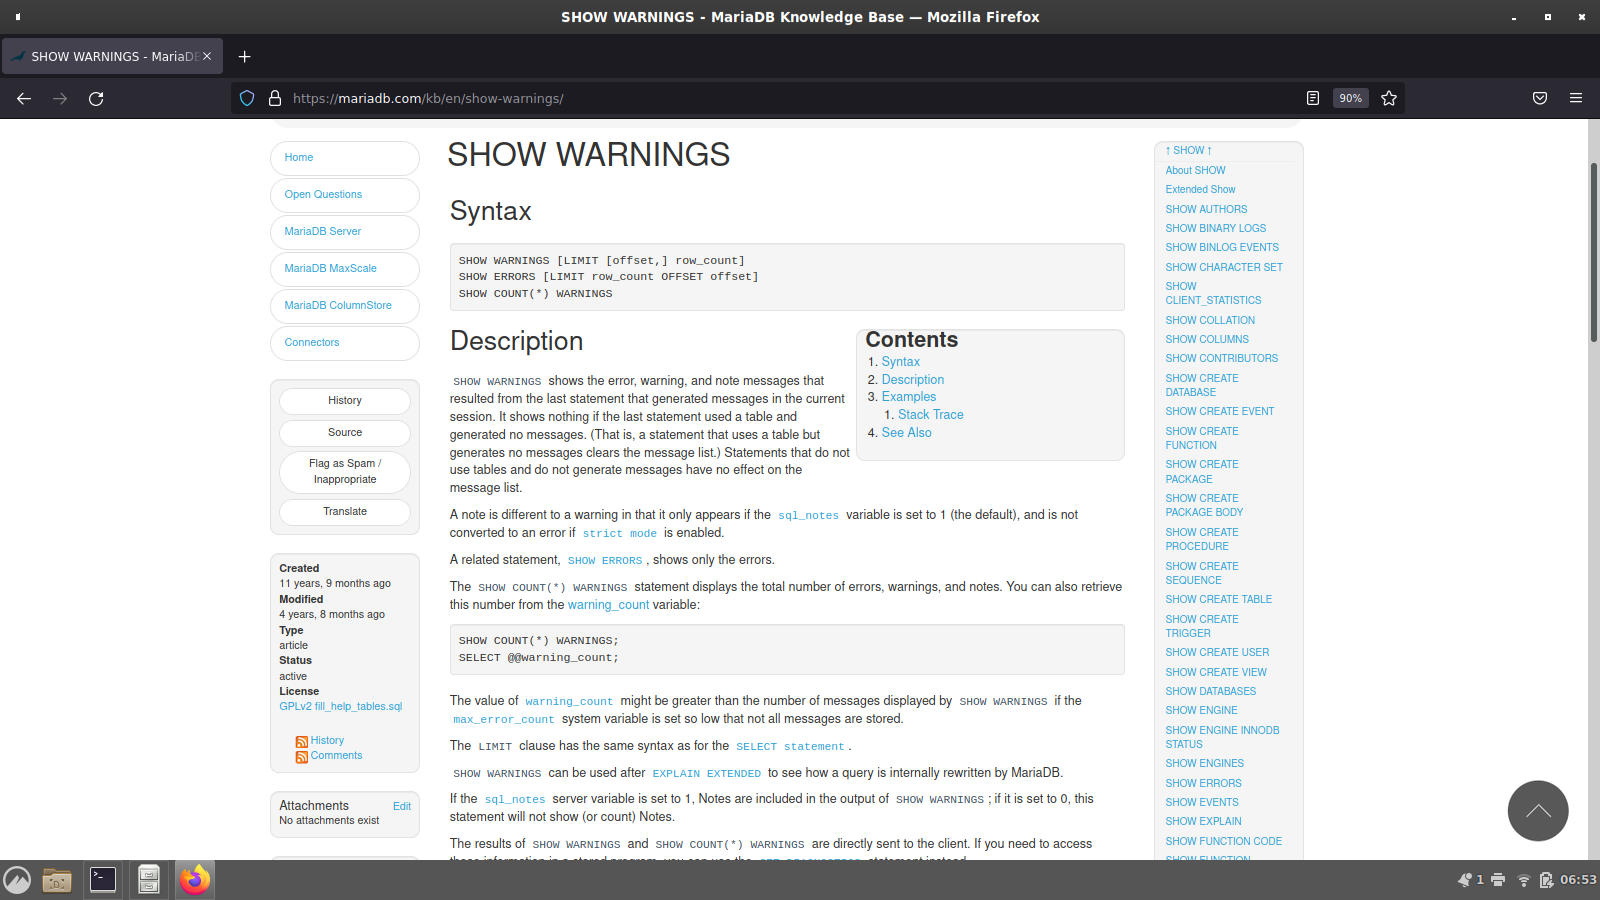 SHOW WARNINGS - MariaDB Knowledge Base — Mozilla Firefox
SHOW WARNINGS - MariaDB
https://mariadb.com/kb/en/show-warnings/
90%
Home
Open Questions
MariaDB Server
MariaDB MaxScale
MariaDB ColumnStore
Connectors
History
Source
Flag as Spam /
Inappropriate
Translate
Created
11 years, 9 months ago
Modified
4 years, 8 months ago
Type
article
Status
active
License
GPLv2 fill_help_tables.sql
History
Comments
Attachments Edit
No attachments exist
SHOW WARNINGS
Syntax
SHOW WARNINGS [LIMIT [offset,] row_count]
SHOW ERRORS [LIMIT row_count OFFSET offset]
SHOW COUNT(*) WARNINGS
Description
SHOW WARNINGS shows the error, warning, and note messages that
resulted from the last statement that generated messages in the current
session. It shows nothing if the last statement used a table and
generated no messages. (That is, a statement that uses a table but
generates no messages clears the message list.) Statements that do not
use tables and do not generate messages have no effect on the
message list.
Contents
1. Syntax
2. Description
3. Examples
1. Stack Trace
4. See Also
A note is different to a warning in that it only appears if the sql_notes variable is set to 1 (the default), and is not
converted to an error if strict mode is enabled.
A related statement, SHOW ERRORS , shows only the errors.
The SHOW COUNT(*) WARNINGS statement displays the total number of errors, warnings, and notes. You can also retrieve
this number from the warning_count variable:
SHOW COUNT(*) WARNINGS;
SELECT @@warning_count;
The value of warning_count might be greater than the number of messages displayed by SHOW WARNINGS if the
max_error_count system variable is set so low that not all messages are stored.
The LIMIT clause has the same syntax as for the SELECT statement .
SHOW WARNINGS can be used after EXPLAIN EXTENDED to see how a query is internally rewritten by MariaDB.
If the sql_notes server variable is set to 1, Notes are included in the output of SHOW WARNINGS ; if it is set to 0, this
statement will not show (or count) Notes.
The results of SHOW WARNINGS and SHOW COUNT(*) WARNINGS are directly sent to the client. If you need to access
↑ SHOW ↑
About SHOW
Extended Show
SHOW AUTHORS
SHOW BINARY LOGS
SHOW BINLOG EVENTS
SHOW CHARACTER SET
SHOW
CLIENT_STATISTICS
SHOW COLLATION
SHOW COLUMNS
SHOW CONTRIBUTORS
SHOW CREATE
DATABASE
SHOW CREATE EVENT
SHOW CREATE
FUNCTION
SHOW CREATE
PACKAGE
SHOW CREATE
PACKAGE BODY
SHOW CREATE
PROCEDURE
SHOW CREATE
SEQUENCE
SHOW CREATE TABLE
SHOW CREATE
TRIGGER
SHOW CREATE USER
SHOW CREATE VIEW
SHOW DATABASES
SHOW ENGINE
SHOW ENGINE INNODB
STATUS
SHOW ENGINES
SHOW ERRORS
SHOW EVENTS
SHOW EXPLAIN
SHOW FUNCTION CODE
SHOW FUNCTION
1
06:53